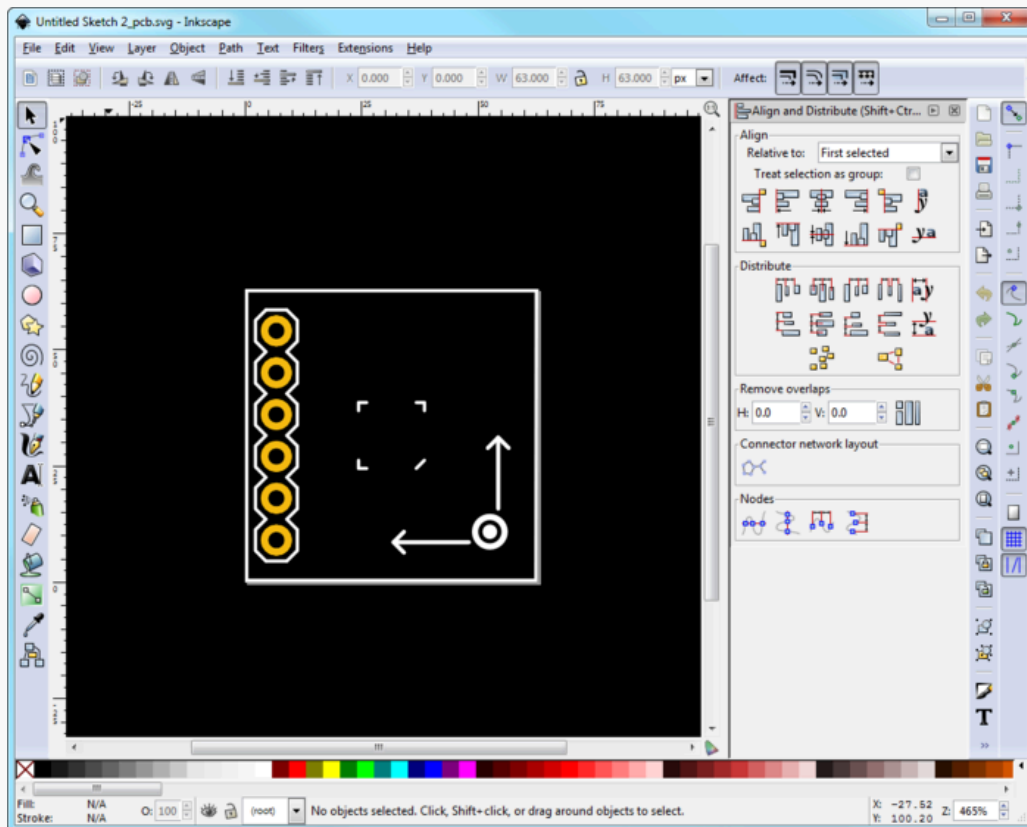 Untitled Sketch 2_pcb.svg - Inkscape
File Edit View Layer Object Path Text Filters Extensions Help
X 0.000 Y 0.000 W 63.000 H 63.000 px Affect:
-25 0 25 50 75
Align and Distribute (Shift+Ctr...
Align
Relative to: First selected
Treat selection as group:
Distribute
Remove overlaps
H: 0.0 V: 0.0
Connector network layout
Nodes
Fill: N/A
Stroke: N/A
O: 100 (root) No objects selected. Click, Shift+click, or drag around objects to select.
X: -27.52
Y: 100.20
Z: 465%